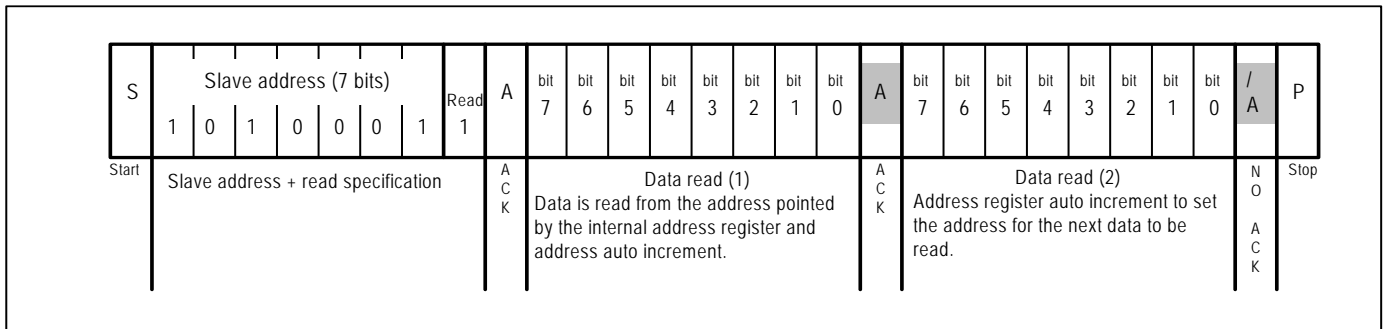 S
Slave address (7 bits)
Read
A
bit bit bit bit bit bit bit bit
A
bit bit bit bit bit bit bit bit
/
A
P
1 0 1 0 0 0 1 1
7 6 5 4 3 2 1 0
7 6 5 4 3 2 1 0
Start
Slave address + read specification
A
C
K
Data read (1)
Data is read from the address pointed
by the internal address register and
address auto increment.
A
C
K
Data read (2)
Address register auto increment to set
the address for the next data to be
read.
N
O
A
C
K
Stop